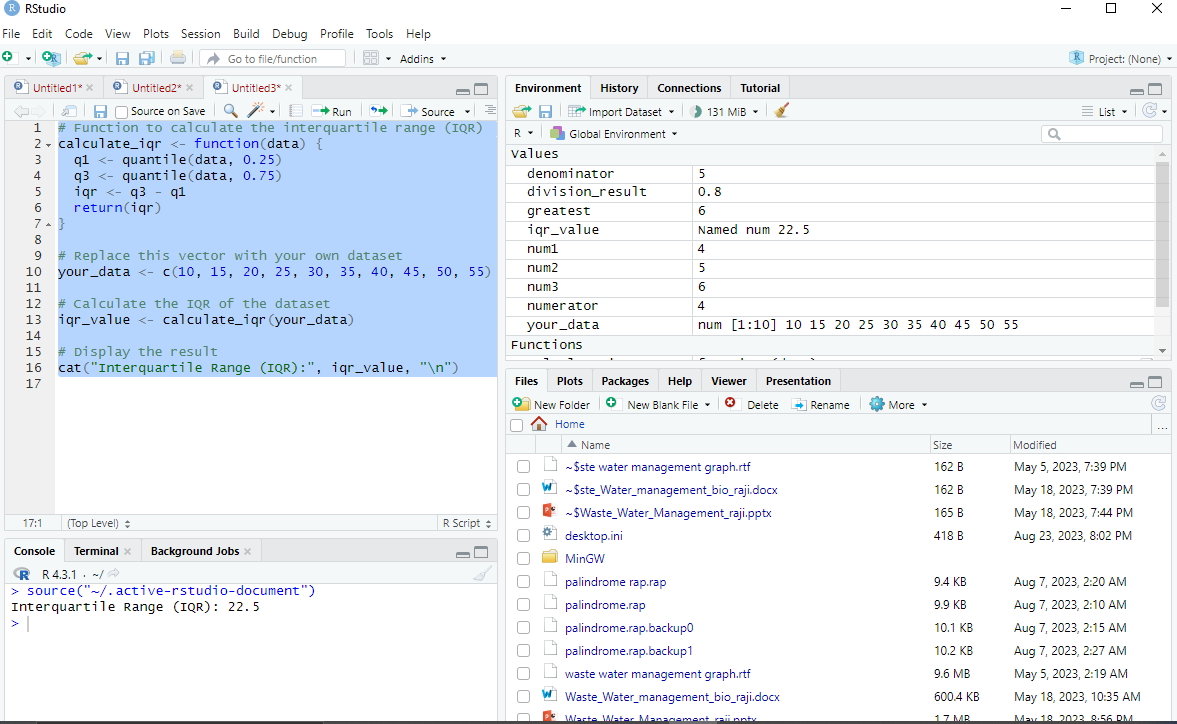 RStudio
File Edit Code View Plots Session Build Debug Profile Tools Help
Go to file/function Addins Project: (None)
Untitled1* Untitled2* Untitled3*
Source on Save Run Source
1 # Function to calculate the interquartile range (IQR)
2 calculate_iqr <- function(data) {
3 q1 <- quantile(data, 0.25)
4 q3 <- quantile(data, 0.75)
5 iqr <- q3 - q1
6 return(iqr)
7 }
8
9 # Replace this vector with your own dataset
10 your_data <- c(10, 15, 20, 25, 30, 35, 40, 45, 50, 55)
11
12 # Calculate the IQR of the dataset
13 iqr_value <- calculate_iqr(your_data)
14
15 # Display the result
16 cat("Interquartile Range (IQR):", iqr_value, "\n")
17
17:1 (Top Level) R Script
Console Terminal Background Jobs
R 4.3.1 · ~/
> source("~/.active-rstudio-document")
Interquartile Range (IQR): 22.5
>
Environment History Connections Tutorial
Import Dataset 131 MiB List
R Global Environment
Values
denominator 5
division_result 0.8
greatest 6
iqr_value Named num 22.5
num1 4
num2 5
num3 6
numerator 4
your_data num [1:10] 10 15 20 25 30 35 40 45 50 55
Functions
Files Plots Packages Help Viewer Presentation
New Folder New Blank File Delete Rename More
Home ...
Name Size Modified
~$ste water management graph.rtf 162 B May 5, 2023, 7:39 PM
~$ste_Water_management_bio_raji.docx 162 B May 18, 2023, 7:39 PM
~$Waste_Water_Management_raji.pptx 165 B May 18, 2023, 7:44 PM
desktop.ini 418 B Aug 23, 2023, 8:02 PM
MinGW
palindrome rap.rap 9.4 KB Aug 7, 2023, 2:20 AM
palindrome.rap 9.9 KB Aug 7, 2023, 2:10 AM
palindrome.rap.backup0 10.1 KB Aug 7, 2023, 2:15 AM
palindrome.rap.backup1 10.2 KB Aug 7, 2023, 2:27 AM
waste water management graph.rtf 9.6 MB May 5, 2023, 2:19 AM
Waste_Water_management_bio_raji.docx 600.4 KB May 18, 2023, 10:35 AM
Waste_Water_Management_raji.pptx 1.7 MB May 18, 2023, 8:56 PM